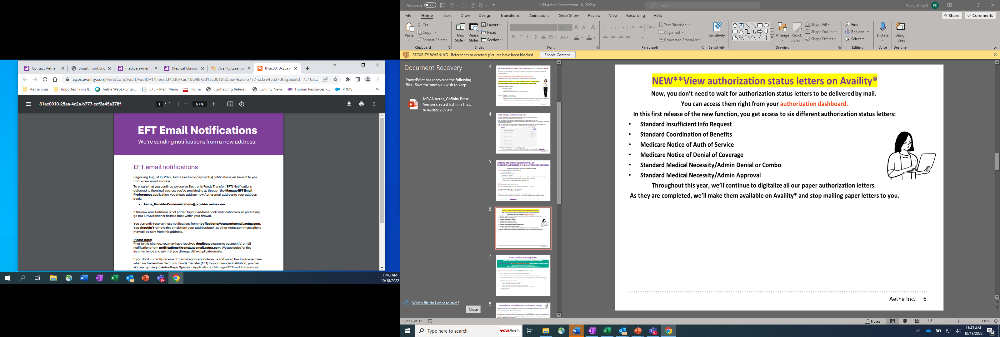 Contact Aetna
Smart Front End
medicare-memb
Medical Clinical
Availity Essentia
81ac0010-25aa-
apps.availity.com/web/core/vault/vault/v1/files/334330/Kad1BQ9kR/81ac0010-25aa-4c2a-b777-ccf2e45a378f?spaceId=73162...
Aetna Sites
Imported From IE
Aetna WebEx Enter...
CTS - Main Menu
Home
Contracting Refere...
Cofinity News
ae Human Resources -...
PRMS
»
81ac0010-25aa-4c2a-b777-ccf2e45a378f
1 / 1
67%
EFT Email Notifications
We're sending notifications from a new address.
EFT email notifications
Beginning August 16, 2022, Aetna electronic payment(s) notifications will be sent to you
from a new email address.
To ensure that you continue to receive Electronic Funds Transfer (EFT) Notifications
delivered to the email address you've provided to us through the Manage EFT Email
Preferences application, you should add our new Aetna email address to your address
book:
• Aetna_ProviderCommunications@provider.aetna.com
If the new email address is not added to your address book, notifications could potentially
go to a SPAM folder or be held back within your firewall.
You currently receive these notifications from notifications@transautoemail.aetna.com.
You shouldn't remove this email from your address book, as other Aetna communications
may still be sent from this address.
Please note:
Prior to this change, you may have received duplicate electronic payment(s) email
notifications from notifications@transautoemail.aetna.com. We apologize for this
inconvenience and ask that you disregard the duplicate emails.
If you don't currently receive EFT email notifications from us and would like to receive them
when we transmit an Electronic Funds Transfer (EFT) to your financial institution, you can
sign up by going to Aetna Payer Spaces > Applications > Manage EFT Email Preferences.
11:43 AM
10/18/2022
AutoSave Off
LCN Aetna Presentation 10_2022.p...
Search
Radel, Kiley S
RK
File
Home
Insert
Draw
Design
Transitions
Animations
Slide Show
Review
View
Recording
Help
Share
Comments
Paste
Cut
Copy
Format Painter
Clipboard
New
Slide
Reuse
Slides
Layout
Reset
Section
Slides
18
Font
Text Direction
Align Text
Convert to SmartArt
Paragraph
Sensitivity
Sensitivity
Arrange
Quick
Styles
Shape Fill
Shape Outline
Shape Effects
Drawing
Find
Replace
Select
Editing
Dictate
Voice
Design
Ideas
Designer
SECURITY WARNING References to external pictures have been blocked
Enable Content
Document Recovery
PowerPoint has recovered the following
files. Save the ones you wish to keep.
MRCA Aetna_Cofinity Prese...
Version created last time the...
9/16/2022 2:09 AM
Which file do I want to save?
Close
3
We've enhanced our claims status responses on our provider portal
4
Submitting precertification requests
5
Helping patients to appeal denials on
Medicare authorization or precertification requests
6
NEW**View authorization status letters on Availity®
7
Aetna Office Link Updates
8
Expansion to our Mid-Level Practitioners policy*
NEW**View authorization status letters on Availity®
Now, you don't need to wait for authorization status letters to be delivered by mail.
You can access them right from your authorization dashboard.
In this first release of the new function, you get access to six different authorization status letters:
• Standard Insufficient Info Request
• Standard Coordination of Benefits
• Medicare Notice of Auth of Service
• Medicare Notice of Denial of Coverage
• Standard Medical Necessity/Admin Denial or Combo
• Standard Medical Necessity/Admin Approval
Throughout this year, we'll continue to digitalize all our paper authorization letters.
As they are completed, we'll make them available on Availity* and stop mailing paper letters to you.
Aetna Inc. 6
Slide 6 of 13
Notes
110%
Type here to search
CVSHealth.
11:43 AM
10/18/2022
34